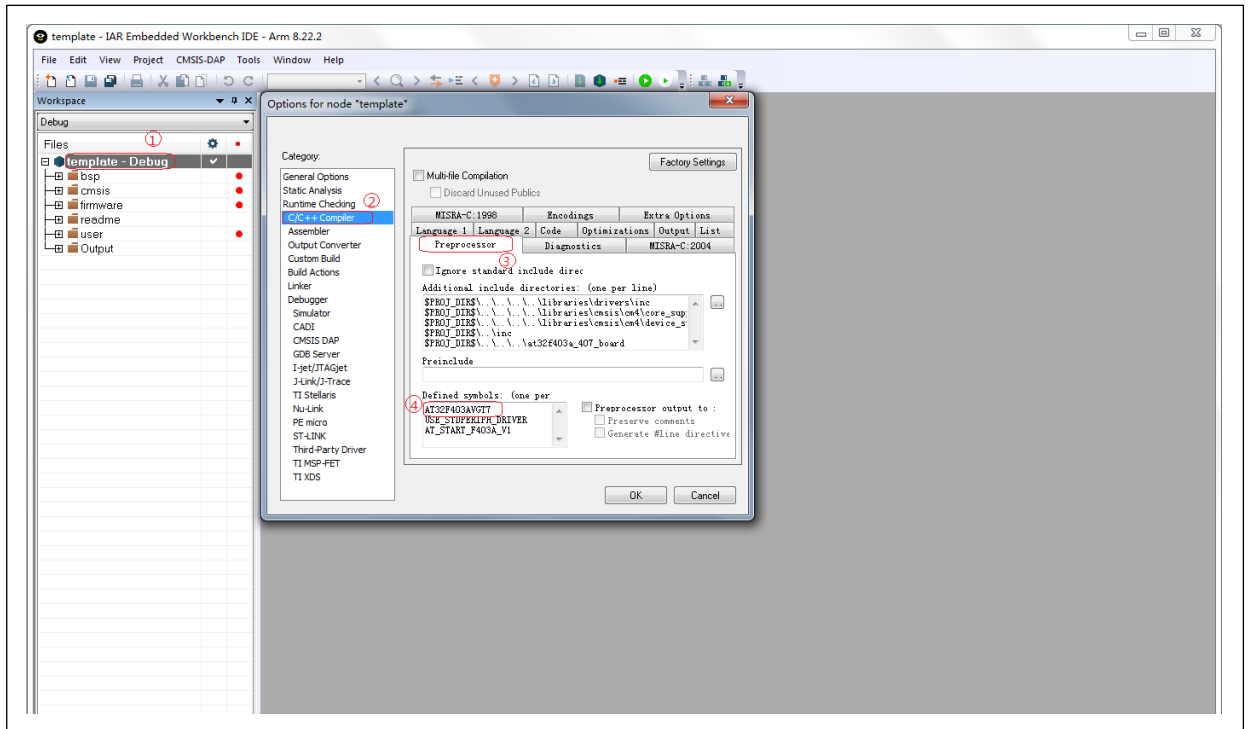 template - IAR Embedded Workbench IDE - Arm 8.22.2
File Edit View Project CMSIS-DAP Tools Window Help
Workspace
Debug
Files
①
template - Debug
bsp
cmsis
firmware
readme
user
Output
Options for node "template"
Category:
General Options
Static Analysis
Runtime Checking
②
C/C++ Compiler
Assembler
Output Converter
Custom Build
Build Actions
Linker
Debugger
Simulator
CADI
CMSIS DAP
GDB Server
I-jet/JTAGjet
J-Link/J-Trace
TI Stellaris
Nu-Link
PE micro
ST-LINK
Third-Party Driver
TI MSP-FET
TI XDS
Factory Settings
Multi-file Compilation
Discard Unused Publics
MISRA-C:1998 Encodings Extra Options
Language 1 Language 2 Code Optimizations Output List
Preprocessor Diagnostics MISRA-C:2004
③
Ignore standard include direc
Additional include directories: (one per line)
$PROJ_DIR$\..\..\..\..\libraries\drivers\inc
$PROJ_DIR$\..\..\..\..\libraries\cmsis\cm4\core_sup
$PROJ_DIR$\..\..\..\..\libraries\cmsis\cm4\device_s
$PROJ_DIR$\..\inc
$PROJ_DIR$\..\..\..\at32f403a_407_board
...
Preinclude
...
Defined symbols: (one per
④
AT32F403AVGT7
USE_STDPERIPH_DRIVER
AT_START_F403A_V1
Preprocessor output to :
Preserve comments
Generate #line directive
OK Cancel